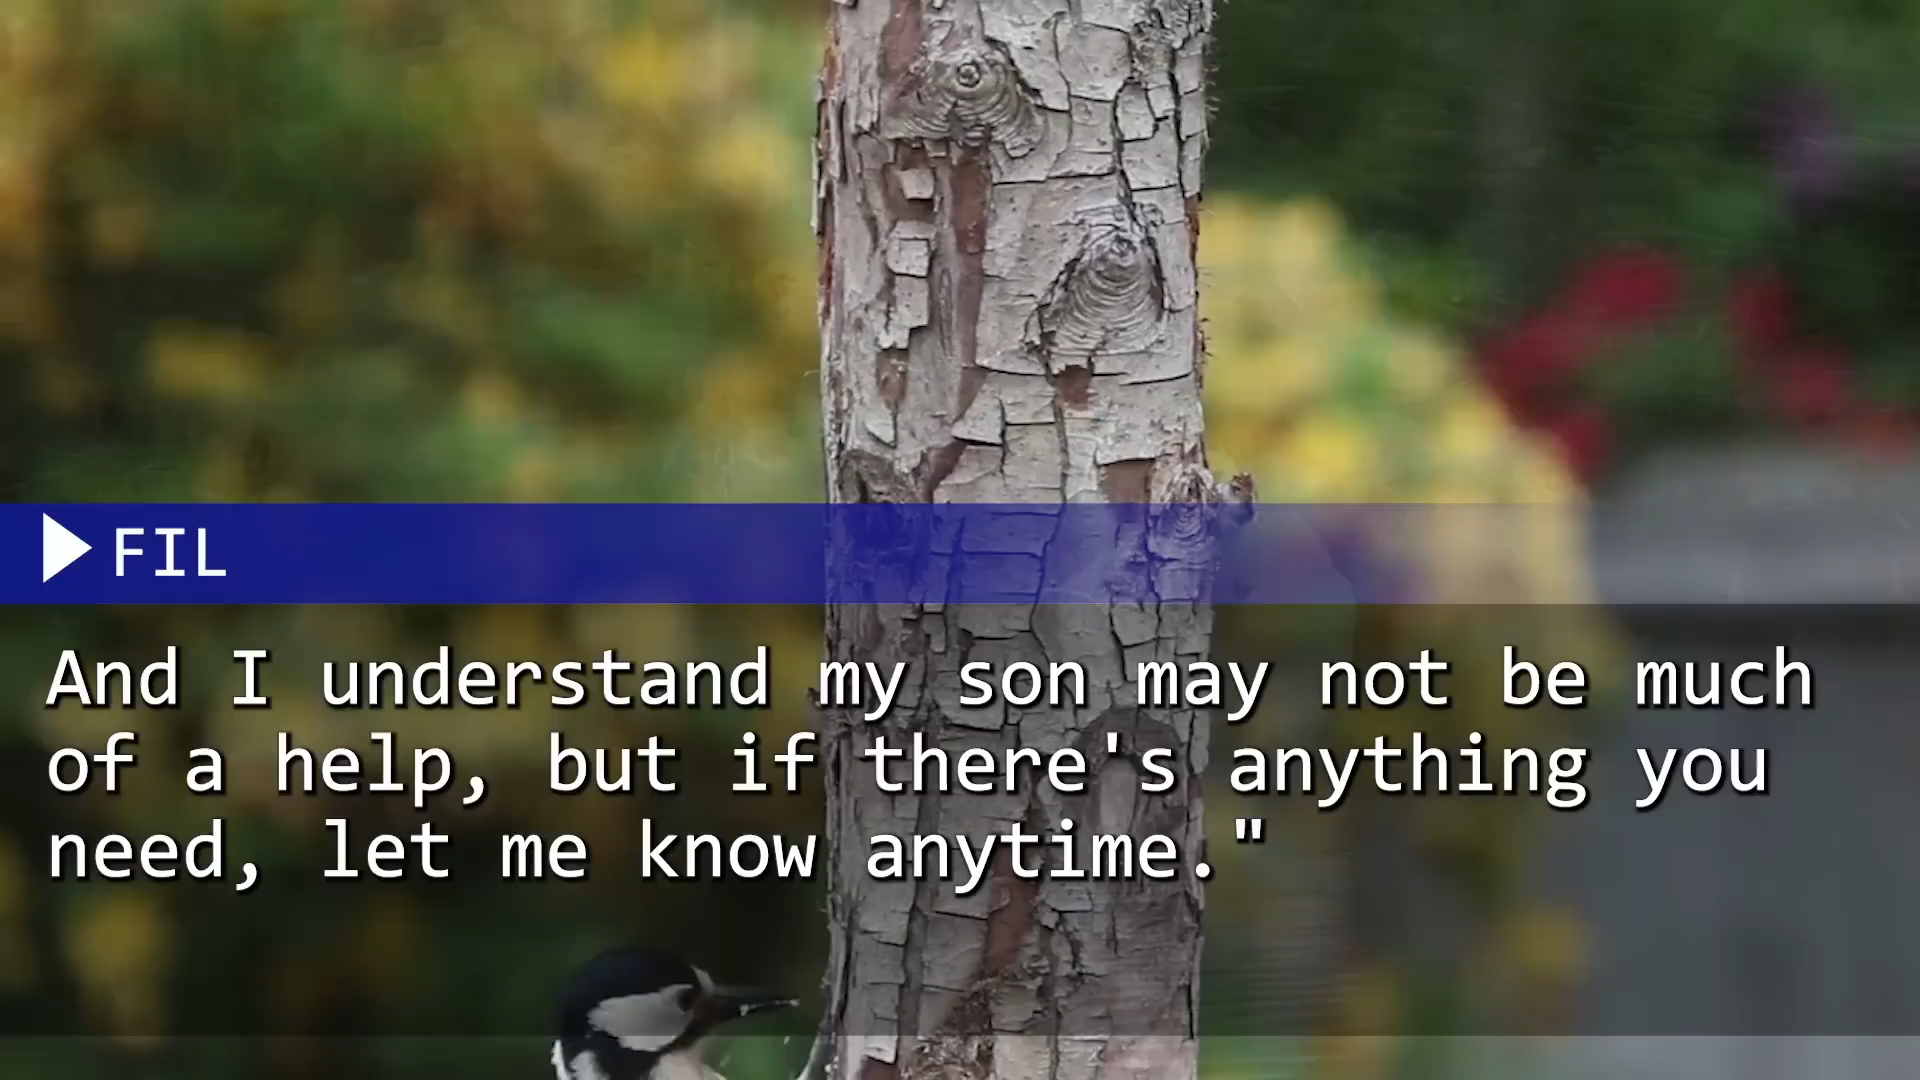 FIL
And I understand my son may not be much
of a help, but if there's anything you
need, let me know anytime."